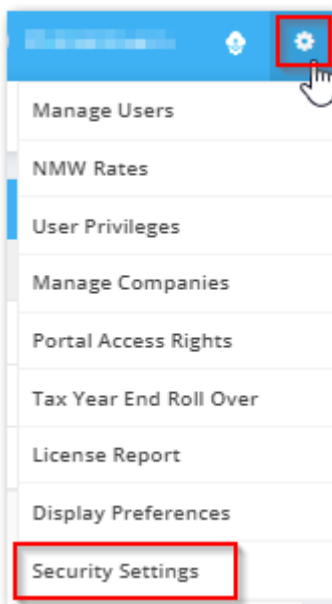 Manage Users
NMW Rates
User Privileges
Manage Companies
Portal Access Rights
Tax Year End Roll Over
License Report
Display Preferences
Security Settings